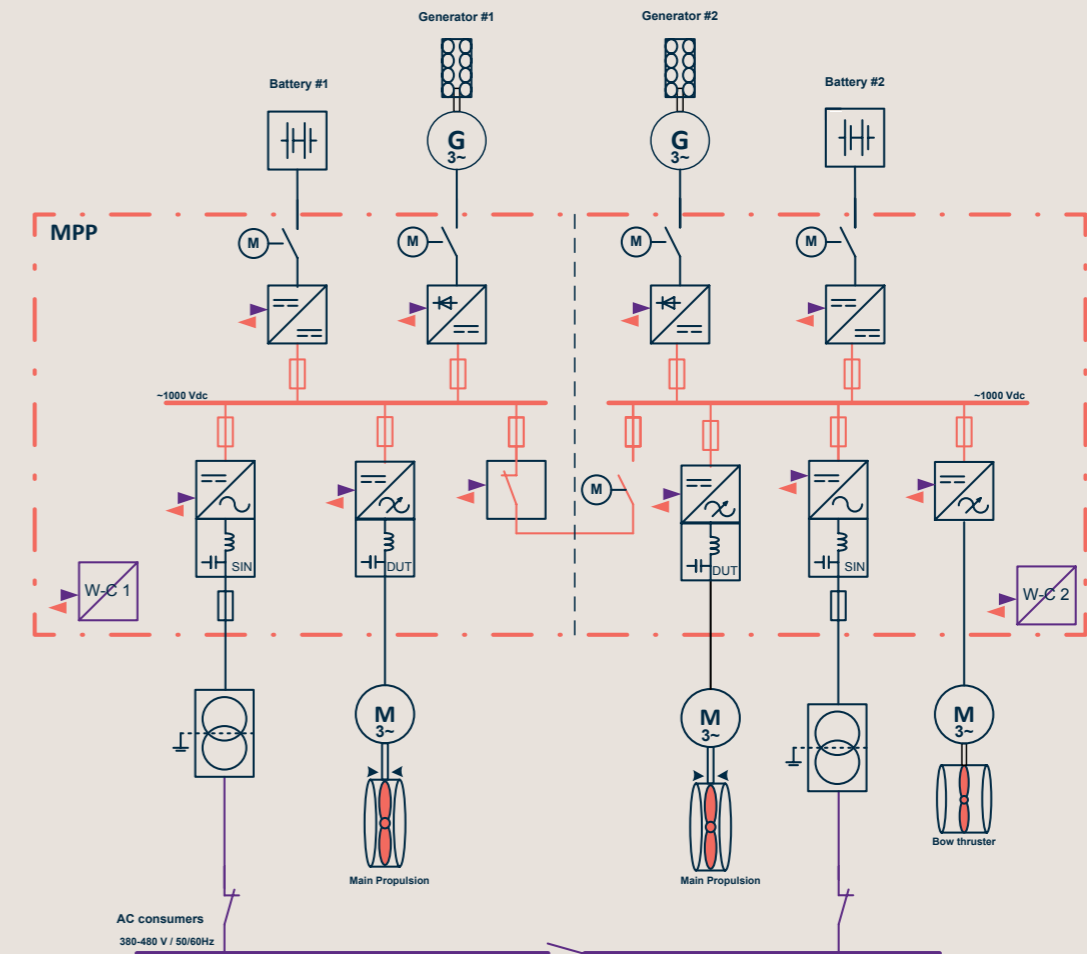 Generator #1
Generator #2
Battery #1
Battery #2
G
3~
G
3~
MPP
M
M
M
M
~1000 Vdc
~1000 Vdc
M
SIN
DUT
DUT
SIN
W-C 1
W-C 2
M
3~
M
3~
M
3~
Bow thruster
Main Propulsion
Main Propulsion
AC consumers
380-480 V / 50/60Hz